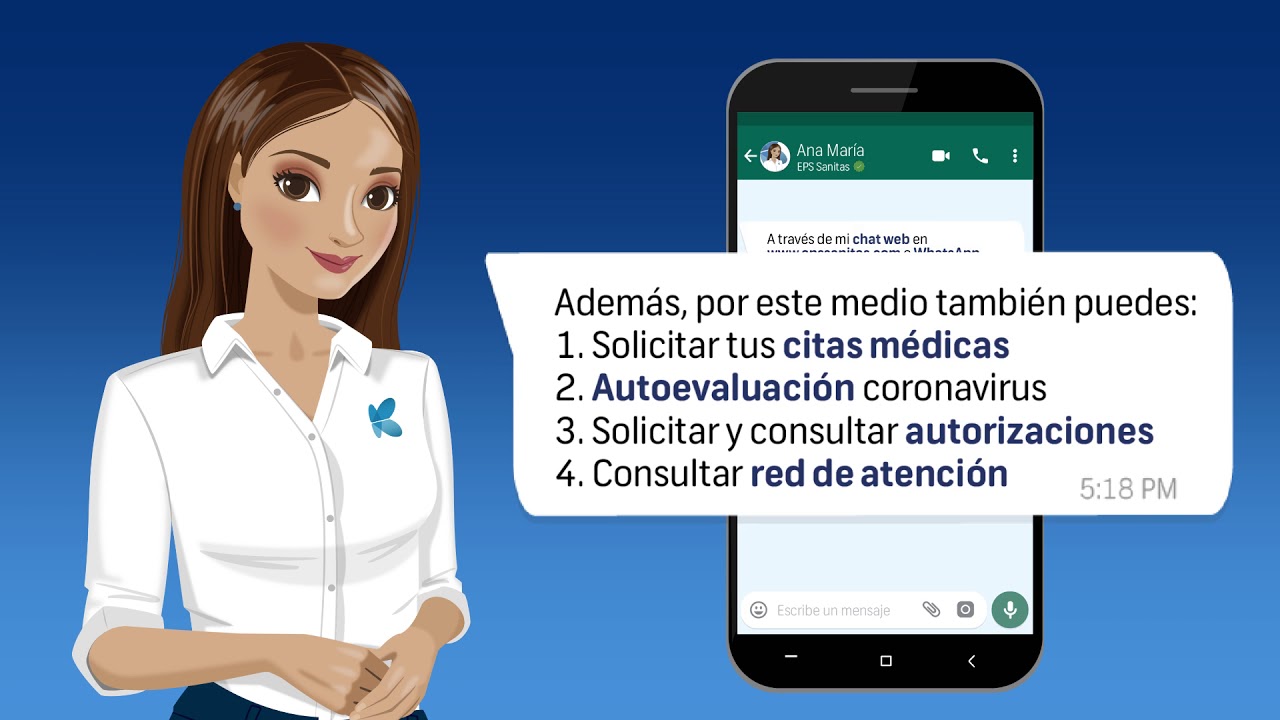 Ana María
EPS Sanitas
A través de mi chat web en
Además, por este medio también puedes:
1. Solicitar tus citas médicas
2. Autoevaluación coronavirus
3. Solicitar y consultar autorizaciones
4. Consultar red de atención
5:18 PM
Escribe un mensaje